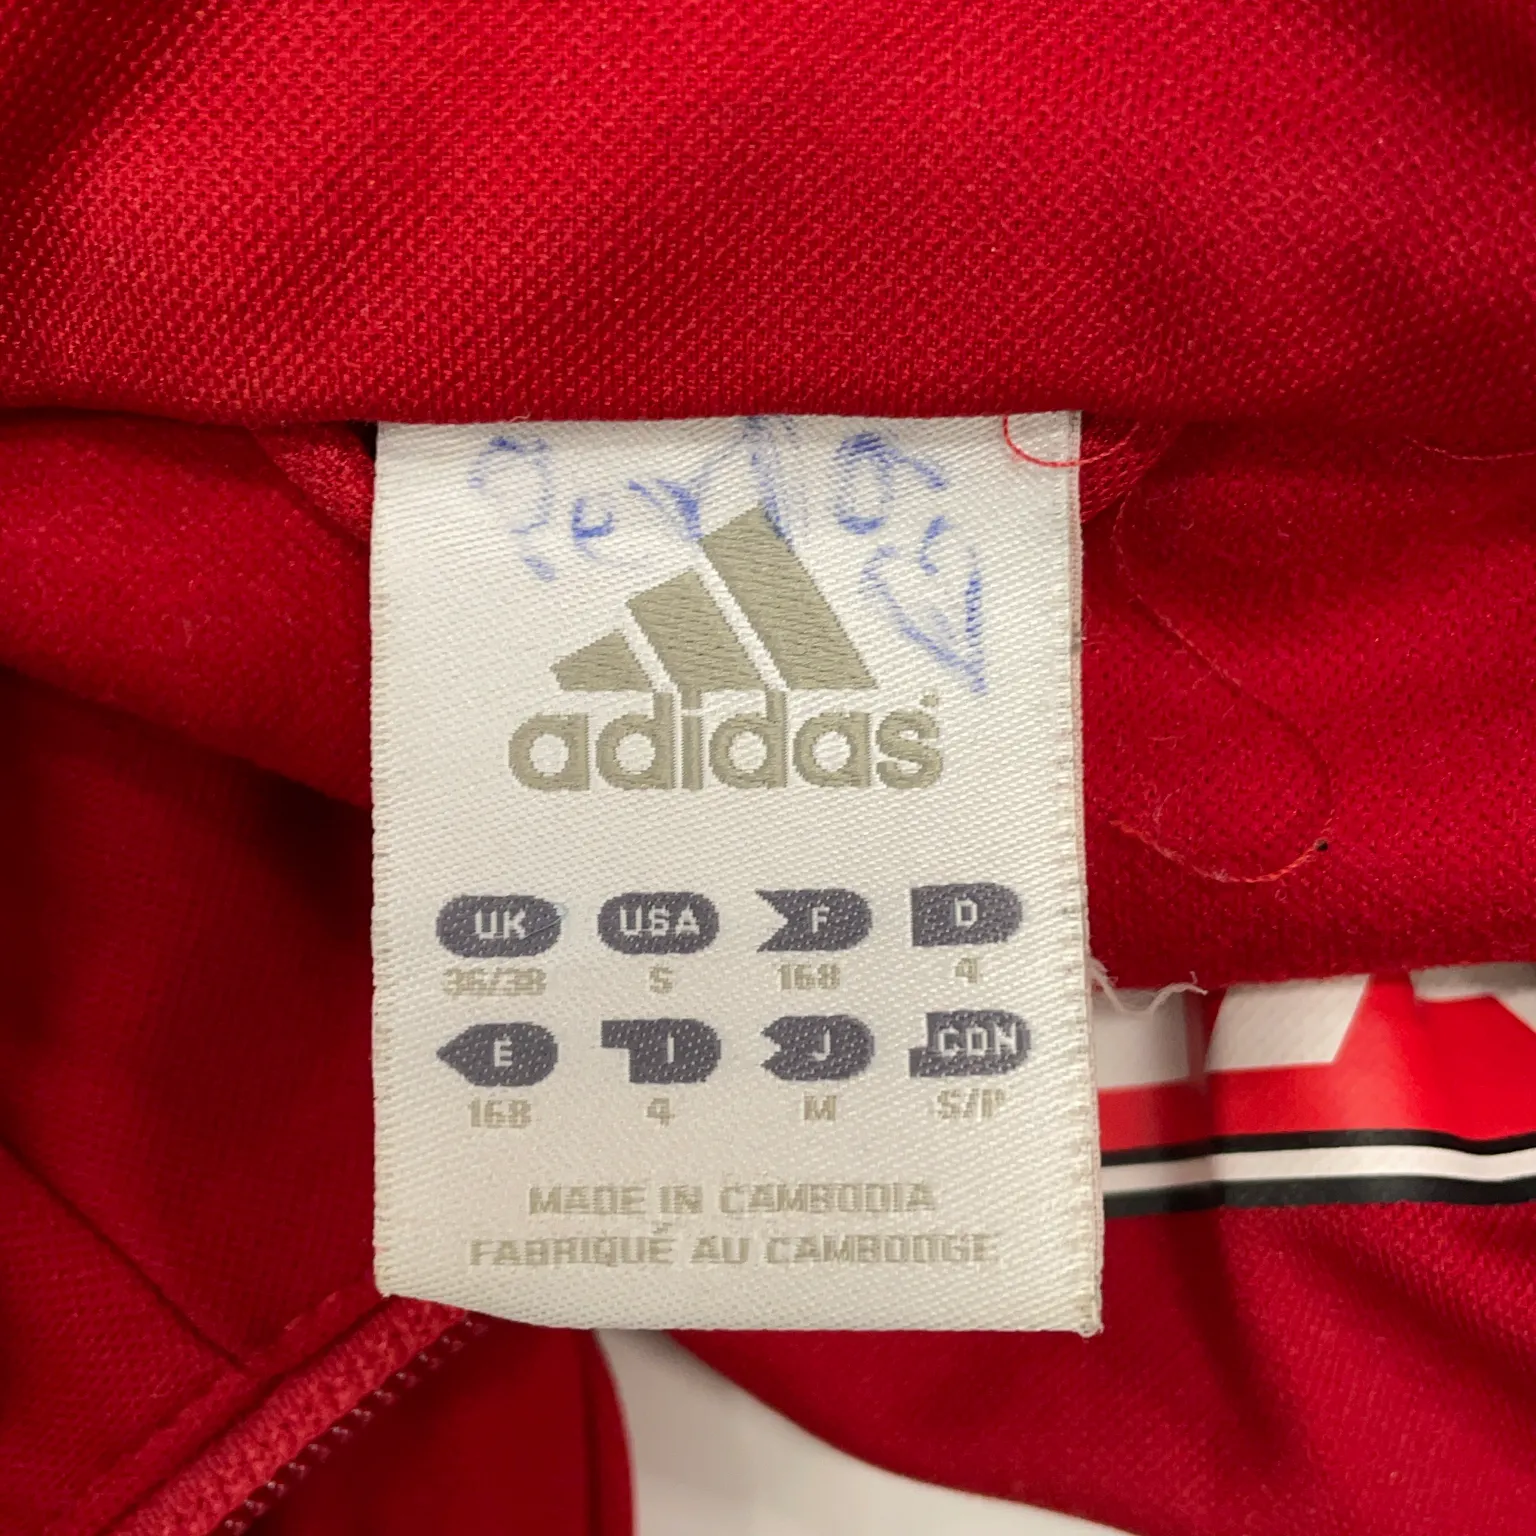 adidas
UK USA F D
36/38 S 168 4
E I J CDN
168 4 M S/P
MADE IN CAMBODIA
FABRIQUÉ AU CAMBODGE